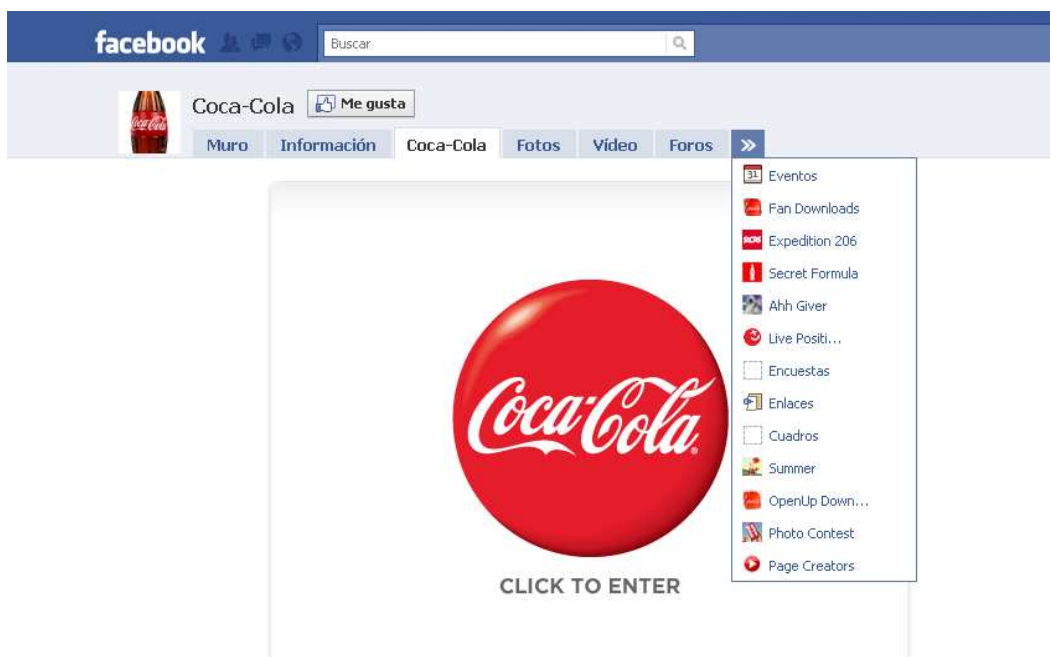 facebook
Buscar
Coca-Cola Me gusta
Muro Información Coca-Cola Fotos Vídeo Foros »
31 Eventos
Fan Downloads
Expedition 206
Secret Formula
Ahh Giver
Live Positi...
Encuestas
Enlaces
Cuadros
Summer
OpenUp Down...
Photo Contest
Page Creators
Coca-Cola
CLICK TO ENTER